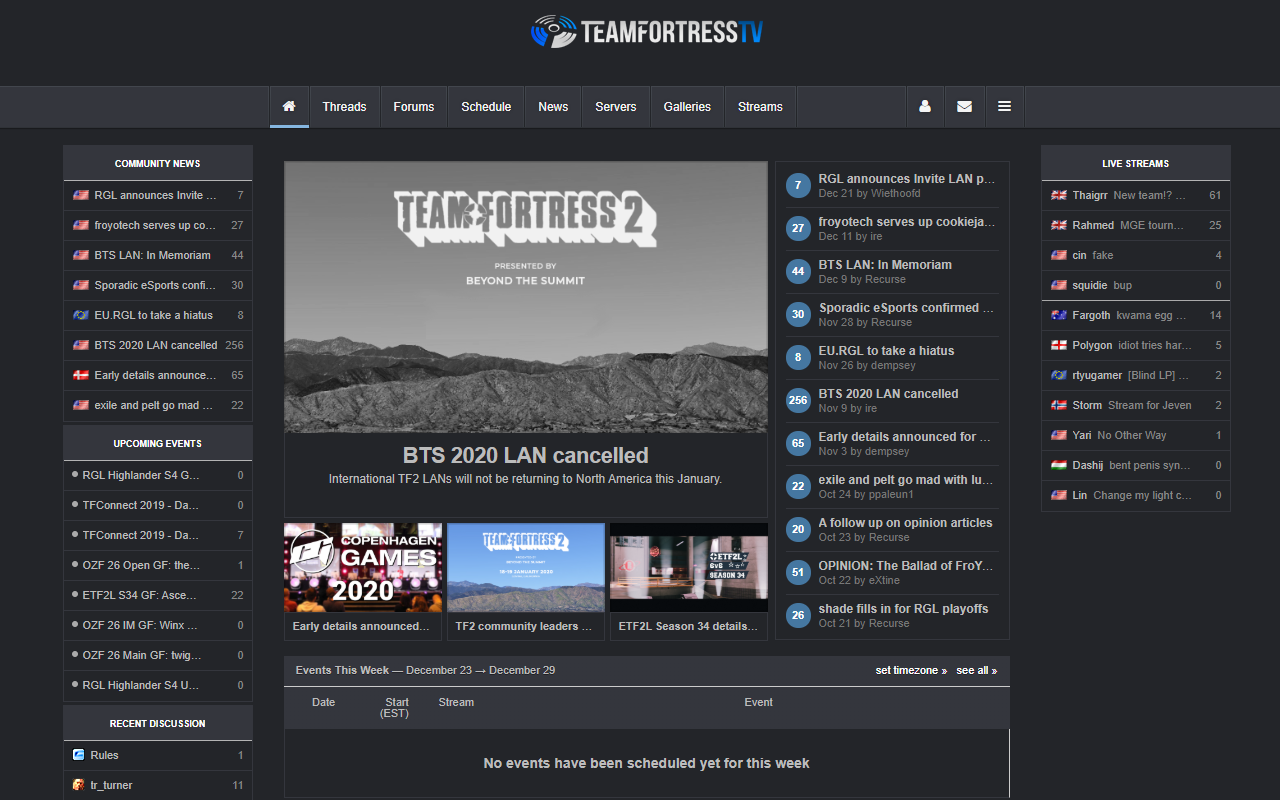 TEAMFORTRESSTV
Threads
Forums
Schedule
News
Servers
Galleries
Streams
COMMUNITY NEWS
RGL announces Invite ... 7
froyotech serves up co... 27
BTS LAN: In Memoriam 44
Sporadic eSports confi... 30
EU.RGL to take a hiatus 8
BTS 2020 LAN cancelled 256
Early details announce... 65
exile and pelt go mad ... 22
UPCOMING EVENTS
RGL Highlander S4 G... 0
TFConnect 2019 - Da... 0
TFConnect 2019 - Da... 7
OZF 26 Open GF: the... 1
ETF2L S34 GF: Asce... 22
OZF 26 IM GF: Winx ... 0
OZF 26 Main GF: twig... 0
RGL Highlander S4 U... 0
RECENT DISCUSSION
Rules 1
tr_turner 11
TEAM FORTRESS 2
PRESENTED BY
BEYOND THE SUMMIT
BTS 2020 LAN cancelled
International TF2 LANs will not be returning to North America this January.
COPENHAGEN
GAMES
2020
Early details announced...
TEAM FORTRESS 2
TF2 community leaders ...
ETF2L
6v6
SEASON 34
ETF2L Season 34 details...
7 RGL announces Invite LAN p...
Dec 21 by Wiethoofd
27 froyotech serves up cookieja...
Dec 11 by ire
44 BTS LAN: In Memoriam
Dec 9 by Recurse
30 Sporadic eSports confirmed ...
Nov 28 by Recurse
8 EU.RGL to take a hiatus
Nov 26 by dempsey
256 BTS 2020 LAN cancelled
Nov 9 by ire
65 Early details announced for ...
Nov 3 by dempsey
22 exile and pelt go mad with lu...
Oct 24 by ppaleun1
20 A follow up on opinion articles
Oct 23 by Recurse
51 OPINION: The Ballad of FroY...
Oct 22 by eXtine
26 shade fills in for RGL playoffs
Oct 21 by Recurse
Events This Week — December 23 → December 29
set timezone »
see all »
Date
Start
(EST)
Stream
Event
No events have been scheduled yet for this week
LIVE STREAMS
Thaigrr New team!? ... 61
Rahmed MGE tourn... 25
cin fake 4
squidie bup 0
Fargoth kwama egg ... 14
Polygon idiot tries har... 5
rtyugamer [Blind LP] ... 2
Storm Stream for Jeven 2
Yari No Other Way 1
Dashij bent penis syn... 0
Lin Change my light c... 0